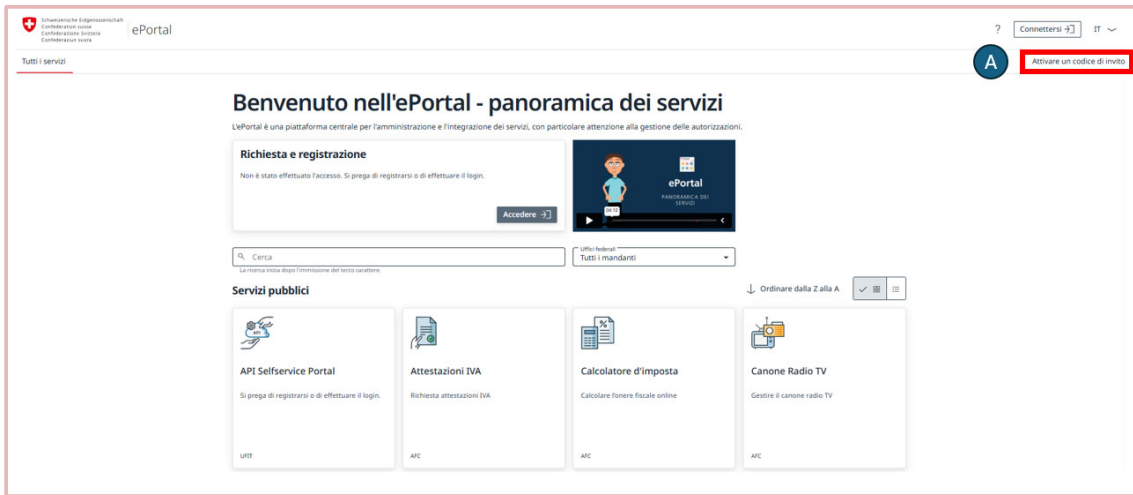 Schweizerische Eidgenossenschaft
Confédération suisse
Confederazione Svizzera
Confederaziun svizra
ePortal
?
Connettersi
IT
Tutti i servizi
A
Attivare un codice di invito
Benvenuto nell'ePortal - panoramica dei servizi
L'ePortal è una piattaforma centrale per l'amministrazione e l'integrazione dei servizi, con particolare attenzione alla gestione delle autorizzazioni.
Richiesta e registrazione
Non è stato effettuato l'accesso. Si prega di registrarsi o di effettuare il login.
Accedere
ePortal
PANORAMICA DEI
SERVIZI
04:12
Cerca
La ricerca inizia dopo l'immissione del terzo carattere.
Uffici federali
Tutti i mandanti
Servizi pubblici
Ordinare dalla Z alla A
API
API Selfservice Portal
Si prega di registrarsi o di effettuare il login.
UFIT
Attestazioni IVA
Richiesta attestazioni IVA
AFC
%
Calcolatore d'imposta
Calcolare l'onere fiscale online
AFC
Canone Radio TV
Gestire il canone radio TV
AFC